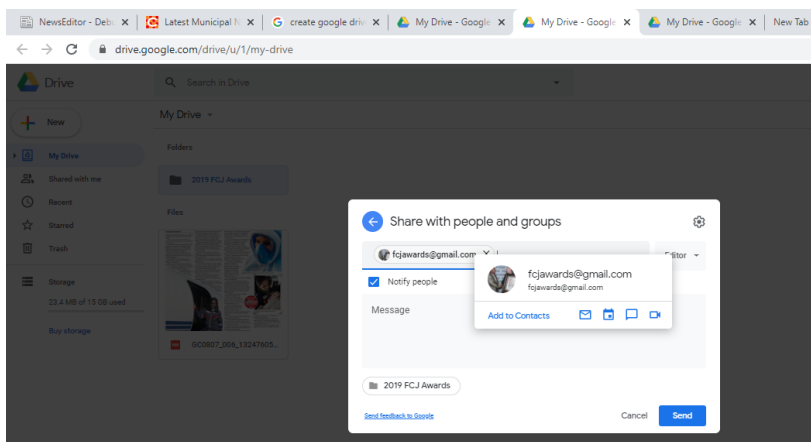 NewsEditor - Deb
Latest Municipal N
create google driv
My Drive - Google
My Drive - Google
My Drive - Google
New Tab
drive.google.com/drive/u/1/my-drive
Drive
Search in Drive
New
My Drive
Folders
My Drive
Shared with me
2019 FCJ Awards
Recent
Files
Starred
Trash
Storage
23.4 MB of 15 GB used
Buy storage
GC0807_006_13247605...
Share with people and groups
fcjawards@gmail.com
Editor
Notify people
fcjawards@gmail.com
fcjawards@gmail.com
Message
Add to Contacts
2019 FCJ Awards
Send feedback to Google
Cancel
Send